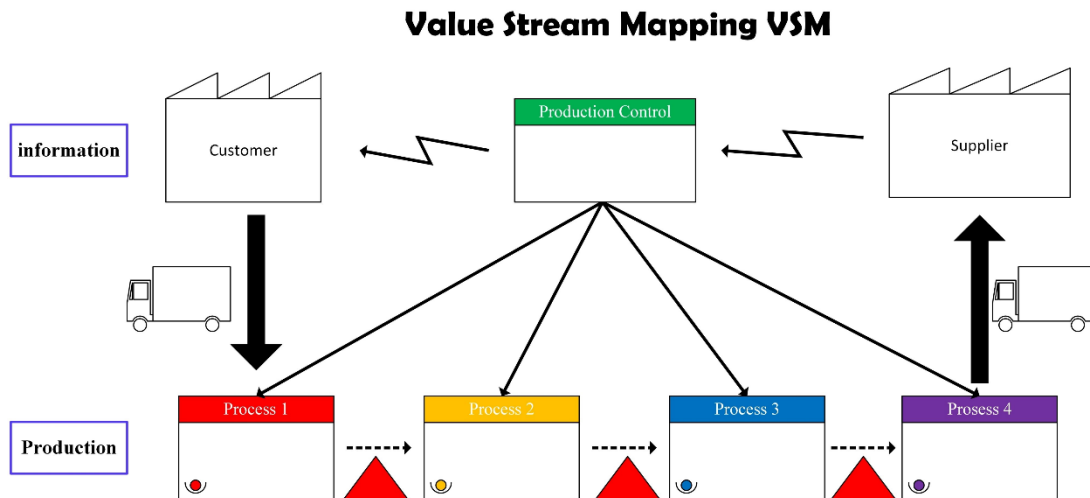 Value Stream Mapping VSM
information
Customer
Production Control
Supplier
Production
Process 1
Process 2
Process 3
Prosess 4